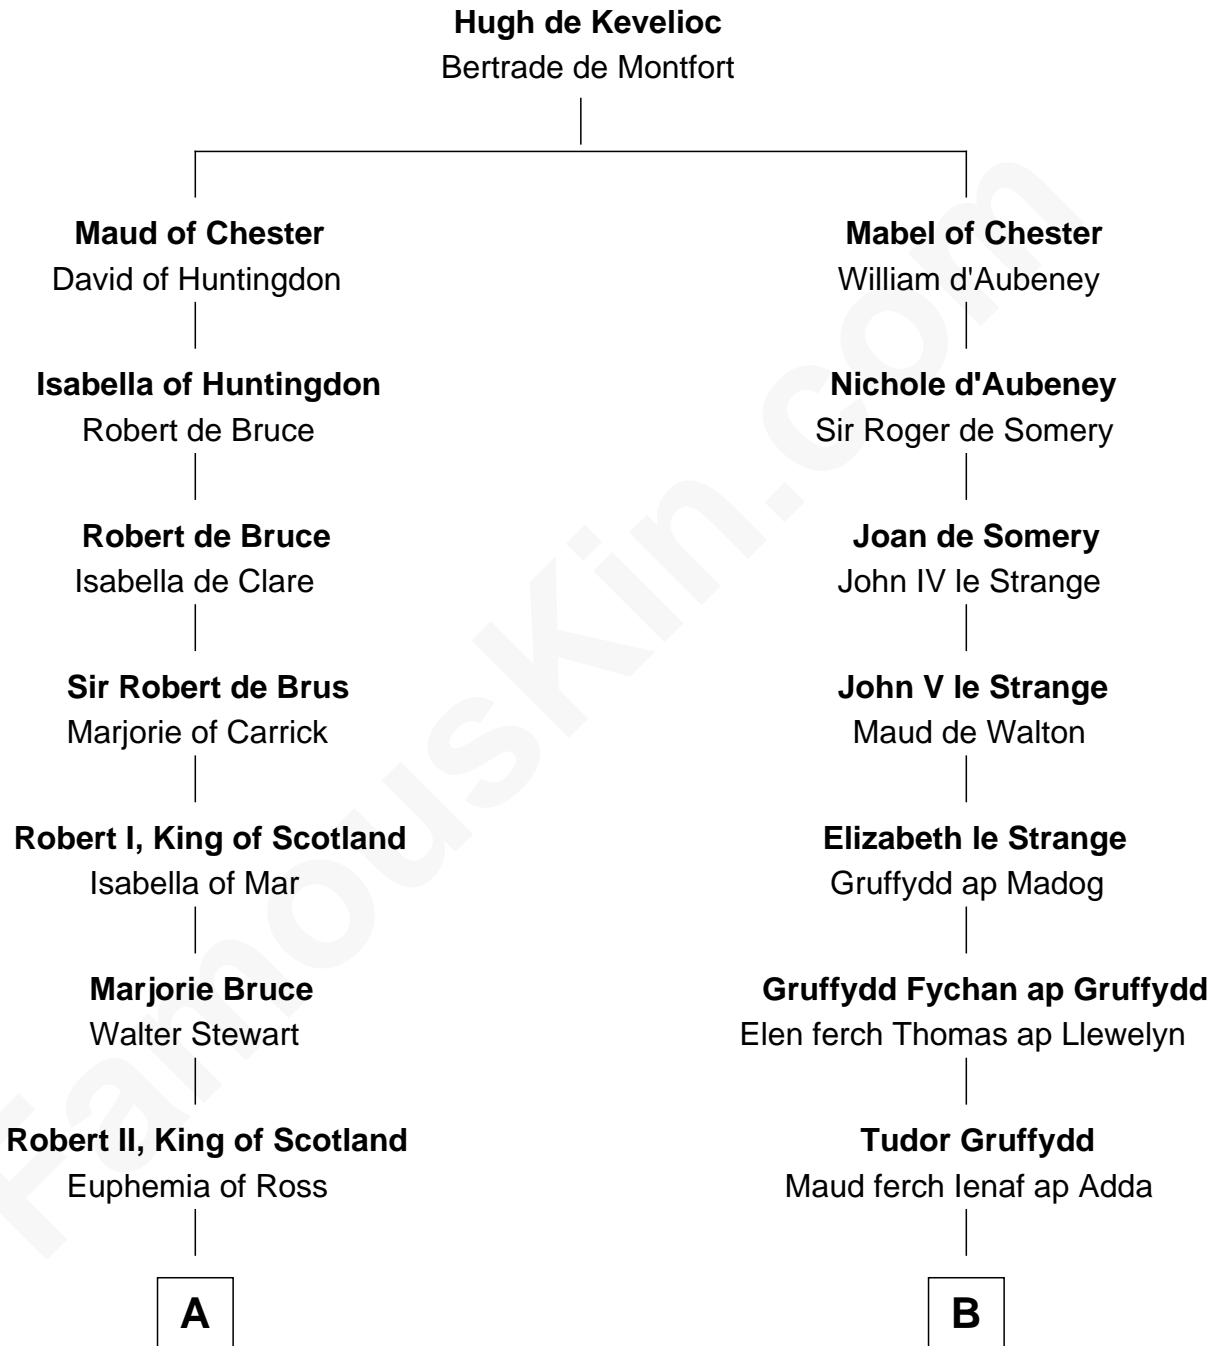 Hugh de Kevelioc
Bertrade de Montfort
Maud of Chester
David of Huntingdon
Mabel of Chester
William d'Aubeney
Isabella of Huntingdon
Robert de Bruce
Nichole d'Aubeney
Sir Roger de Somery
Robert de Bruce
Isabella de Clare
Joan de Somery
John IV le Strange
Sir Robert de Brus
Marjorie of Carrick
John V le Strange
Maud de Walton
Robert I, King of Scotland
Isabella of Mar
Elizabeth le Strange
Gruffydd ap Madog
Marjorie Bruce
Walter Stewart
Gruffydd Fychan ap Gruffydd
Elen ferch Thomas ap Llewelyn
Robert II, King of Scotland
Euphemia of Ross
Tudor Gruffydd
Maud ferch Ienaf ap Adda
A
B
FamousKin.com